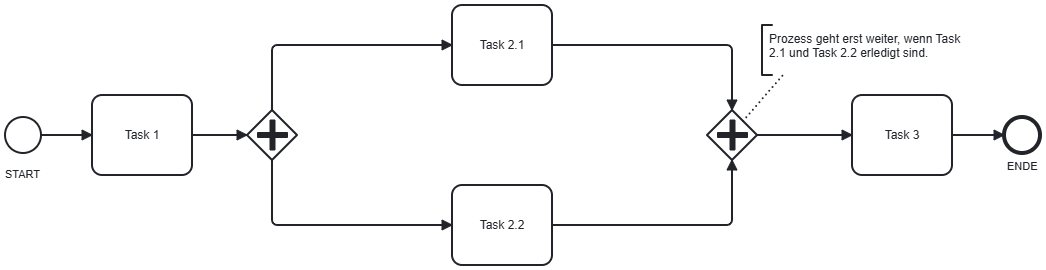 START
Task 1
Task 2.1
Task 2.2
Prozess geht erst weiter, wenn Task
2.1 und Task 2.2 erledigt sind.
Task 3
ENDE